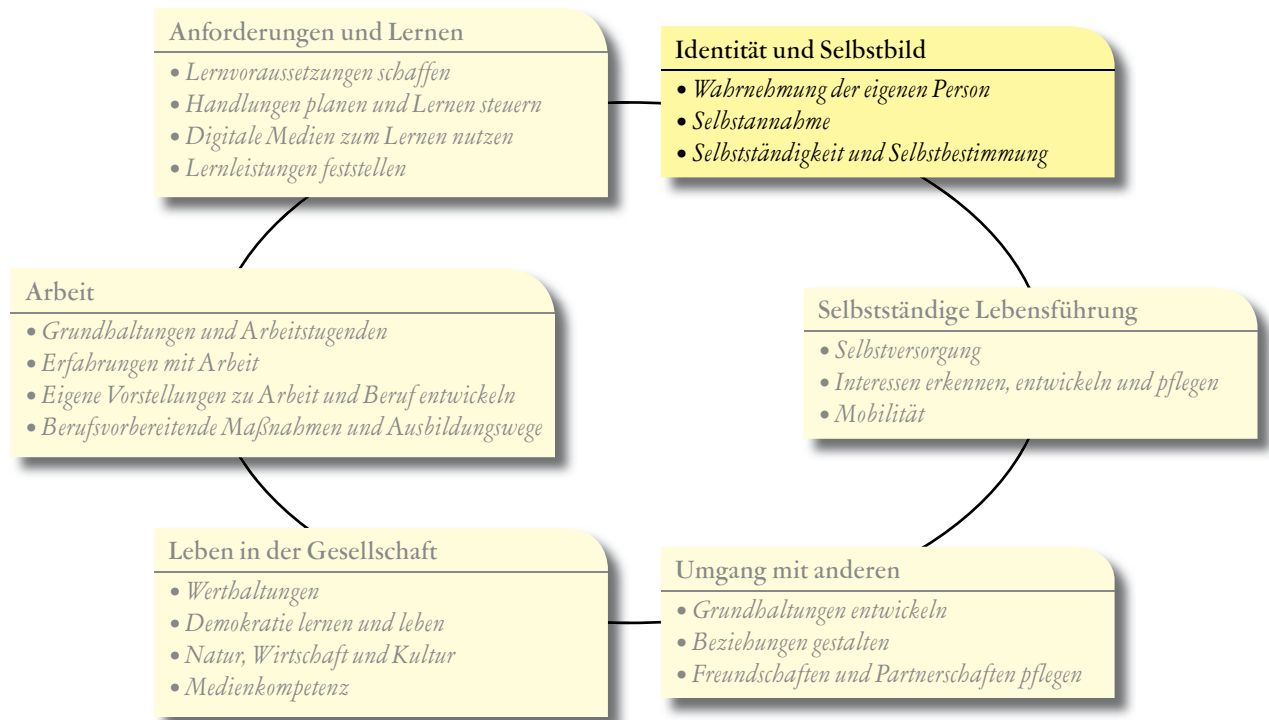 Anforderungen und Lernen
• Lernvoraussetzungen schaffen
• Handlungen planen und Lernen steuern
• Digitale Medien zum Lernen nutzen
• Lernleistungen feststellen
Identität und Selbstbild
• Wahrnehmung der eigenen Person
• Selbstannahme
• Selbstständigkeit und Selbstbestimmung
Arbeit
• Grundhaltungen und Arbeitstugenden
• Erfahrungen mit Arbeit
• Eigene Vorstellungen zu Arbeit und Beruf entwickeln
• Berufsvorbereitende Maßnahmen und Ausbildungswege
Selbstständige Lebensführung
• Selbstversorgung
• Interessen erkennen, entwickeln und pflegen
• Mobilität
Leben in der Gesellschaft
• Werthaltungen
• Demokratie lernen und leben
• Natur, Wirtschaft und Kultur
• Medienkompetenz
Umgang mit anderen
• Grundhaltungen entwickeln
• Beziehungen gestalten
• Freundschaften und Partnerschaften pflegen